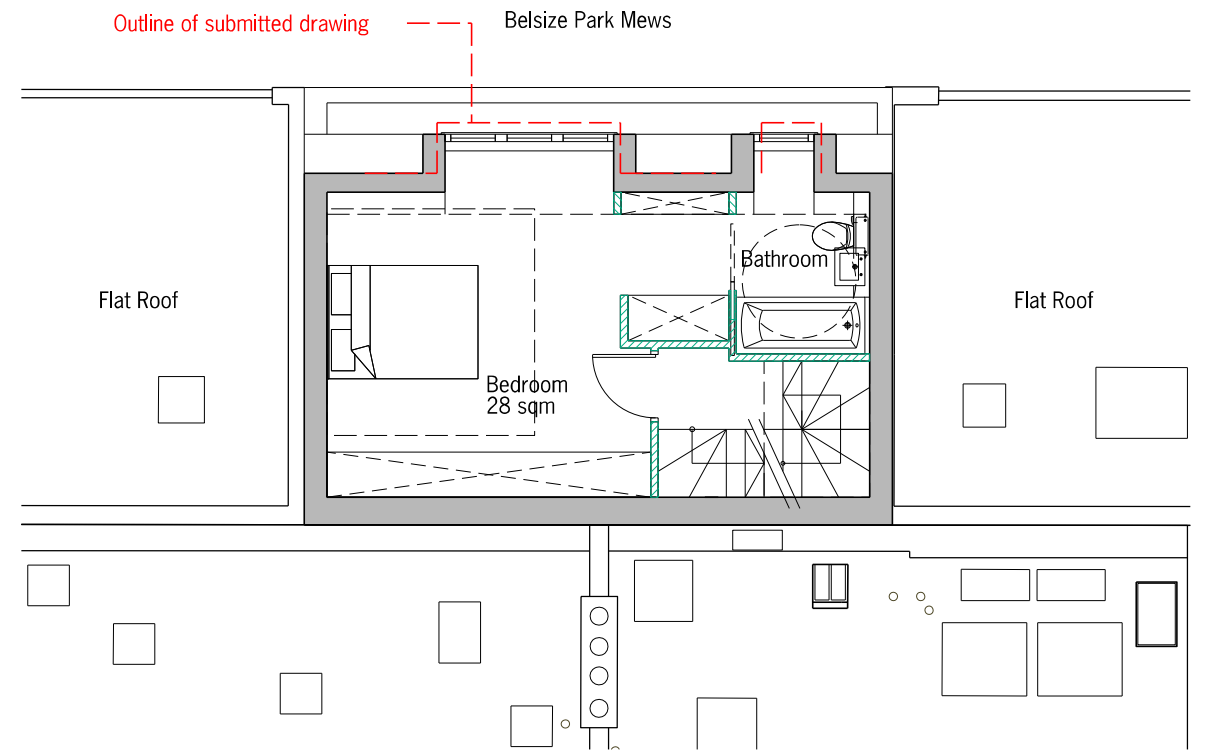 Outline of submitted drawing
Belsize Park Mews
Flat Roof
Bathroom
Flat Roof
Bedroom
28 sqm